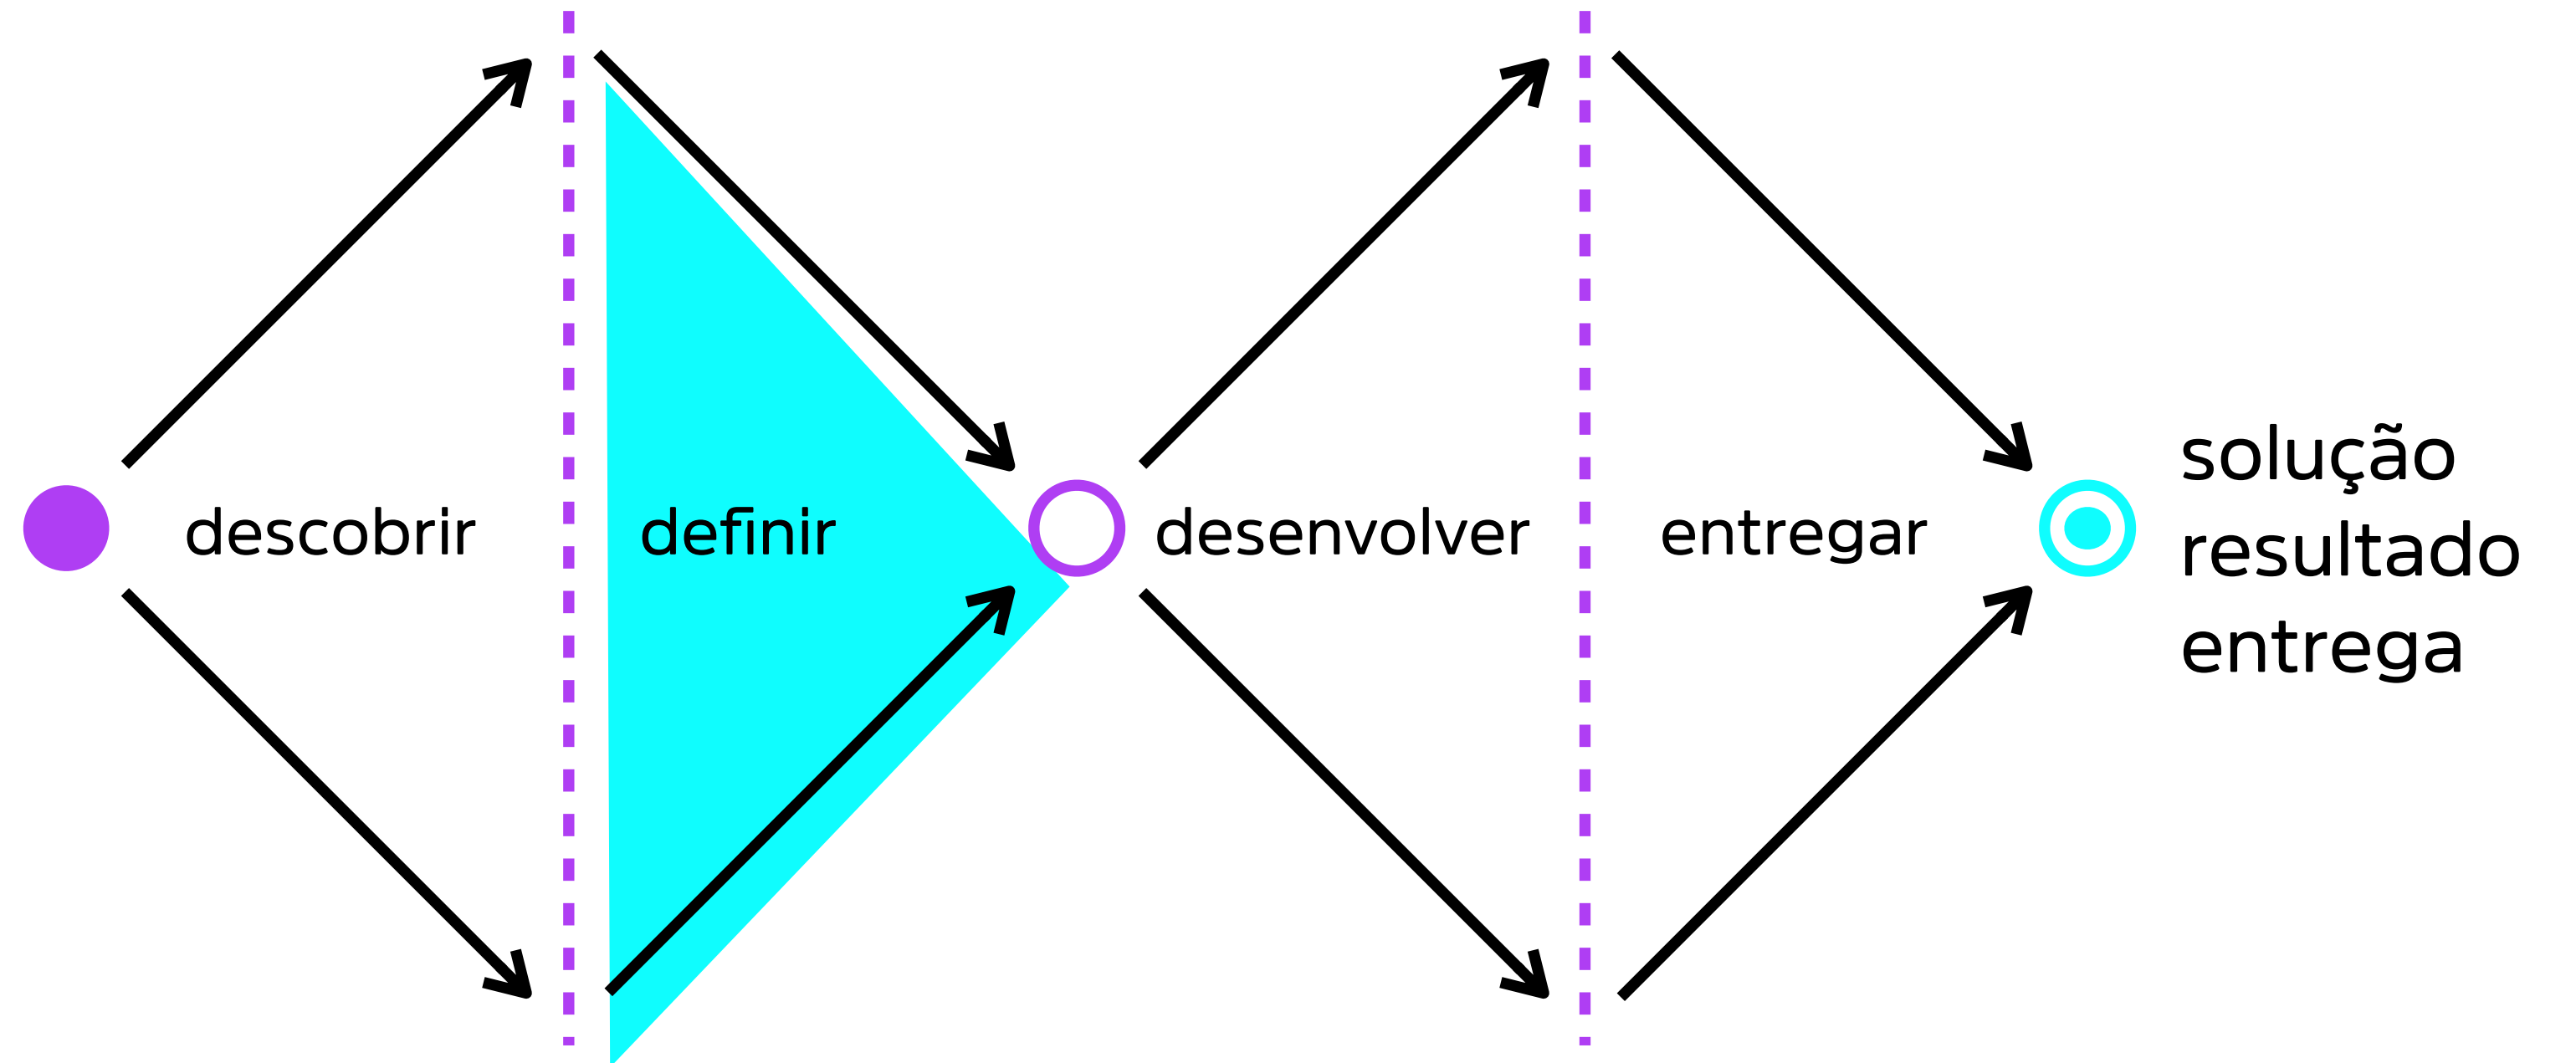 descobrir
definir
desenvolver
entregar
solução
resultado
entrega